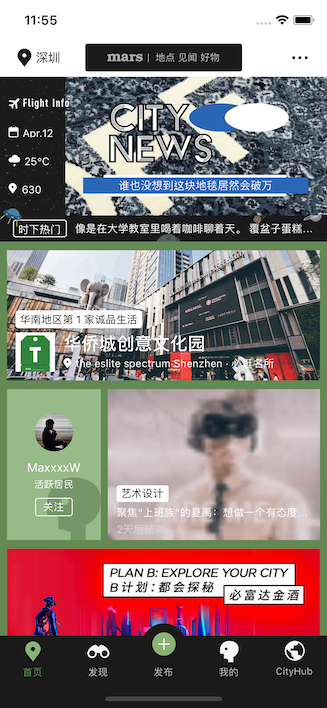 11:55
深圳
mars | 地点 见闻 好物
Flight Info
Apr.12
25°C
630
CITY
NEWS
谁也没想到这块地毯居然会破万
时下热门
像是在大学教室里喝着咖啡聊着天。 覆盆子蛋糕...
华南地区第 1 家诚品生活
华侨城创意文化园
the eslite spectrum Shenzhen · 必逛名所
MaxxxxW
活跃居民
关注
艺术设计
聚焦“上班族”的夏禹：想做一个有态度...
2天后结束
PLAN B: EXPLORE YOUR CITY
B计划：都会探秘
必富达金酒
首页
发现
发布
我的
CityHub